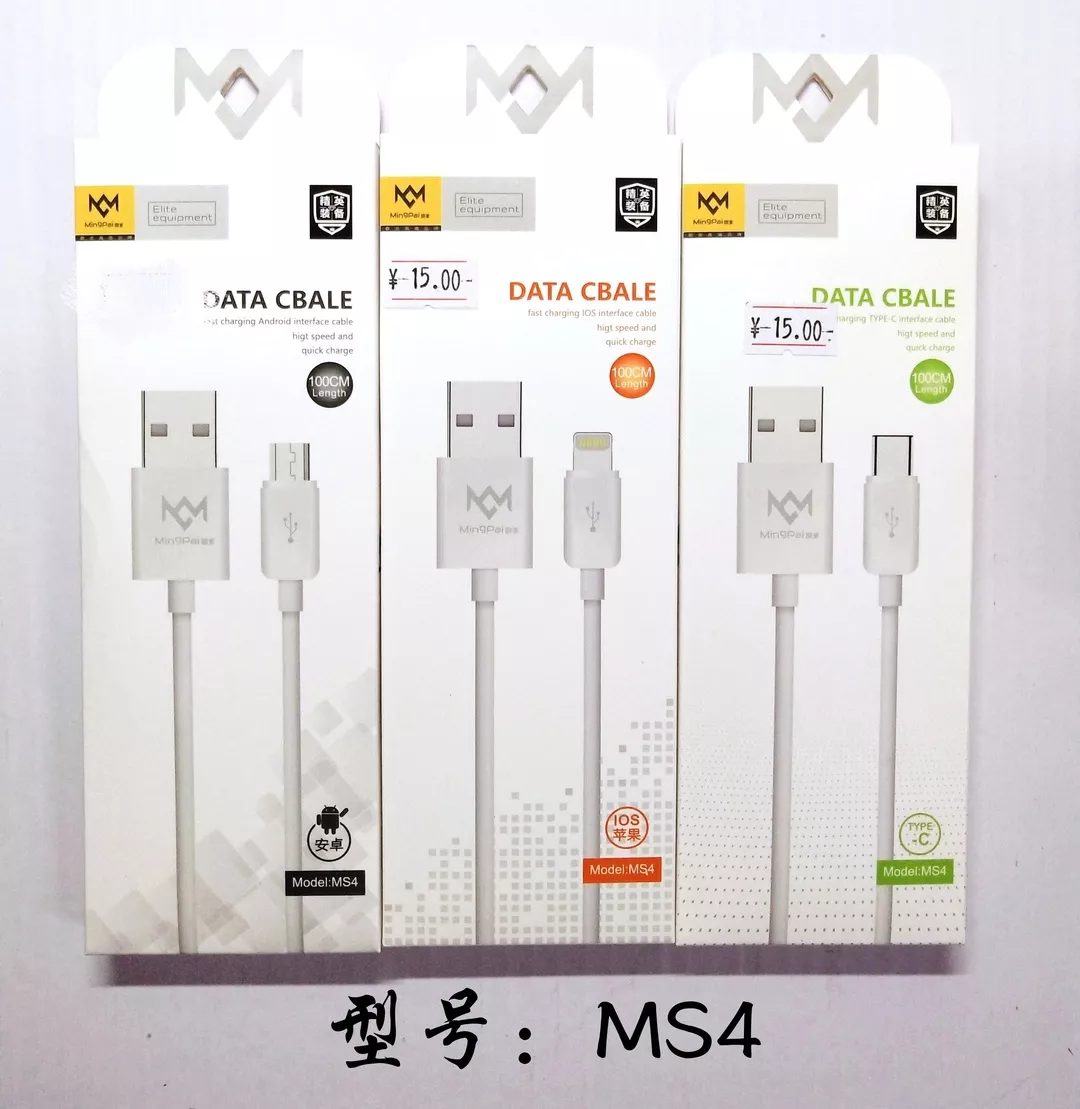 MingPai
Elite
equipment
精英
装备
DATA CBALE
fast charging Android interface cable
higt speed and
quick charge
100CM
Length
MingPai
安卓
Model:MS4
MingPai
Elite
equipment
精英
装备
¥-15.00-
DATA CBALE
fast charging IOS interface cable
higt speed and
quick charge
100CM
Length
MingPai
IOS
苹果
Model:MS4
MingPai
Elite
equipment
精英
装备
DATA CBALE
¥-15.00-
harging TYPE-C interface cable
higt speed and
quick charge
100CM
Length
MingPai
TYPE
-C
Model:MS4
型号：MS4